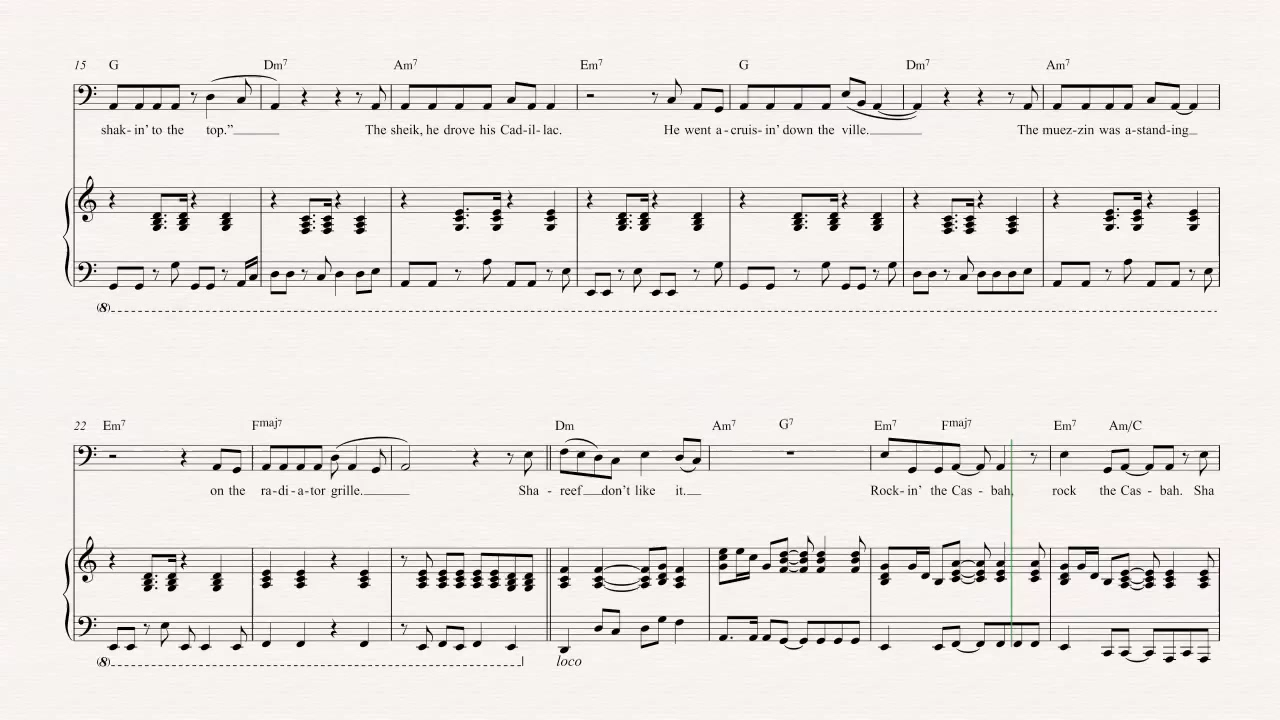 15 G Dm7 Am7 Em7 G Dm7 Am7
shak - in’ to the top.” The sheik, he drove his Cad - il - lac. He went a - cruis - in’ down the ville. The muez - zin was a - stand - ing
(8)
22 Em7 Fmaj7 Dm Am7 G7 Em7 Fmaj7 Em7 Am/C
on the ra - di - a - tor grille. Sha - reef don’t like it. Rock - in’ the Cas - bah, rock the Cas - bah. Sha
(8) loco